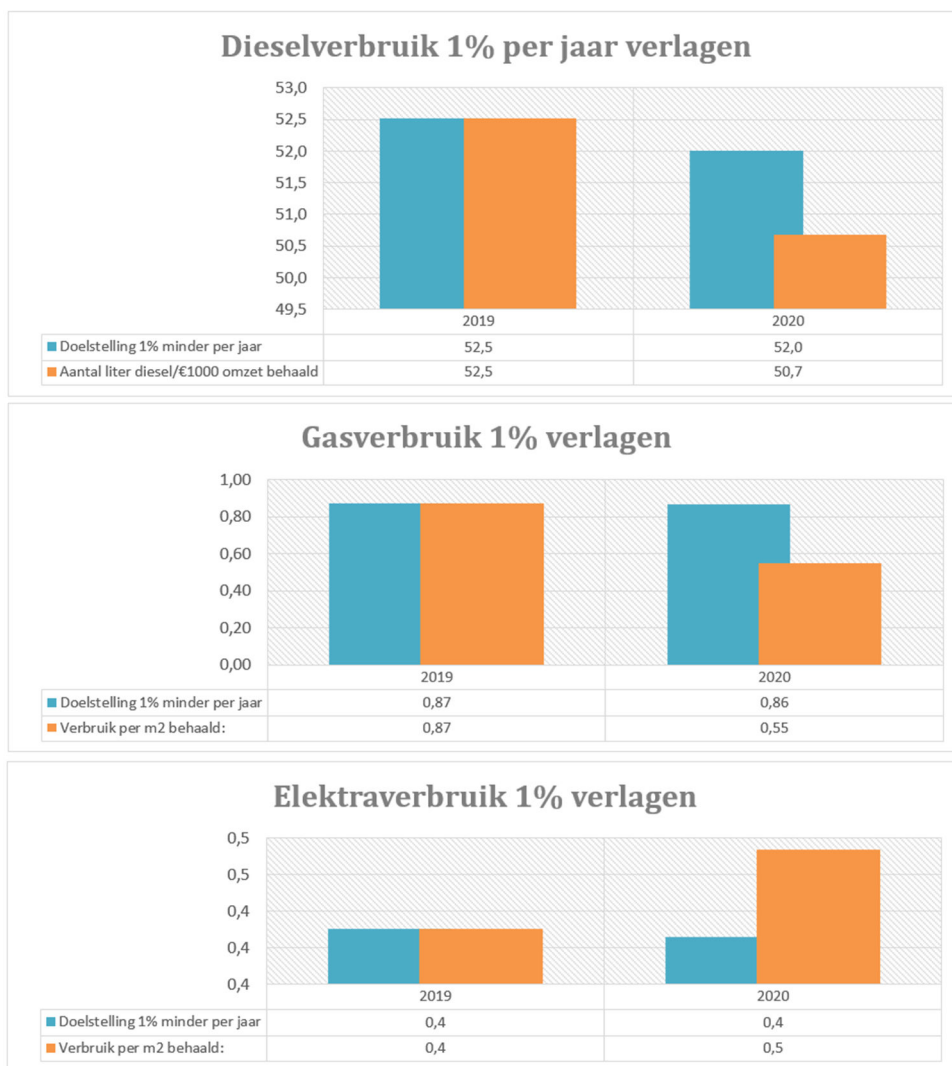 Dieselverbruik 1% per jaar verlagen
53,0
52,5
52,0
51,5
51,0
50,5
50,0
49,5
2019 2020
Doelstelling 1% minder per jaar 52,5 52,0
Aantal liter diesel/€1000 omzet behaald 52,5 50,7
Gasverbruik 1% verlagen
1,00
0,80
0,60
0,40
0,20
0,00
2019 2020
Doelstelling 1% minder per jaar 0,87 0,86
Verbruik per m2 behaald: 0,87 0,55
Elektraverbruik 1% verlagen
0,5
0,5
0,4
0,4
0,4
2019 2020
Doelstelling 1% minder per jaar 0,4 0,4
Verbruik per m2 behaald: 0,4 0,5